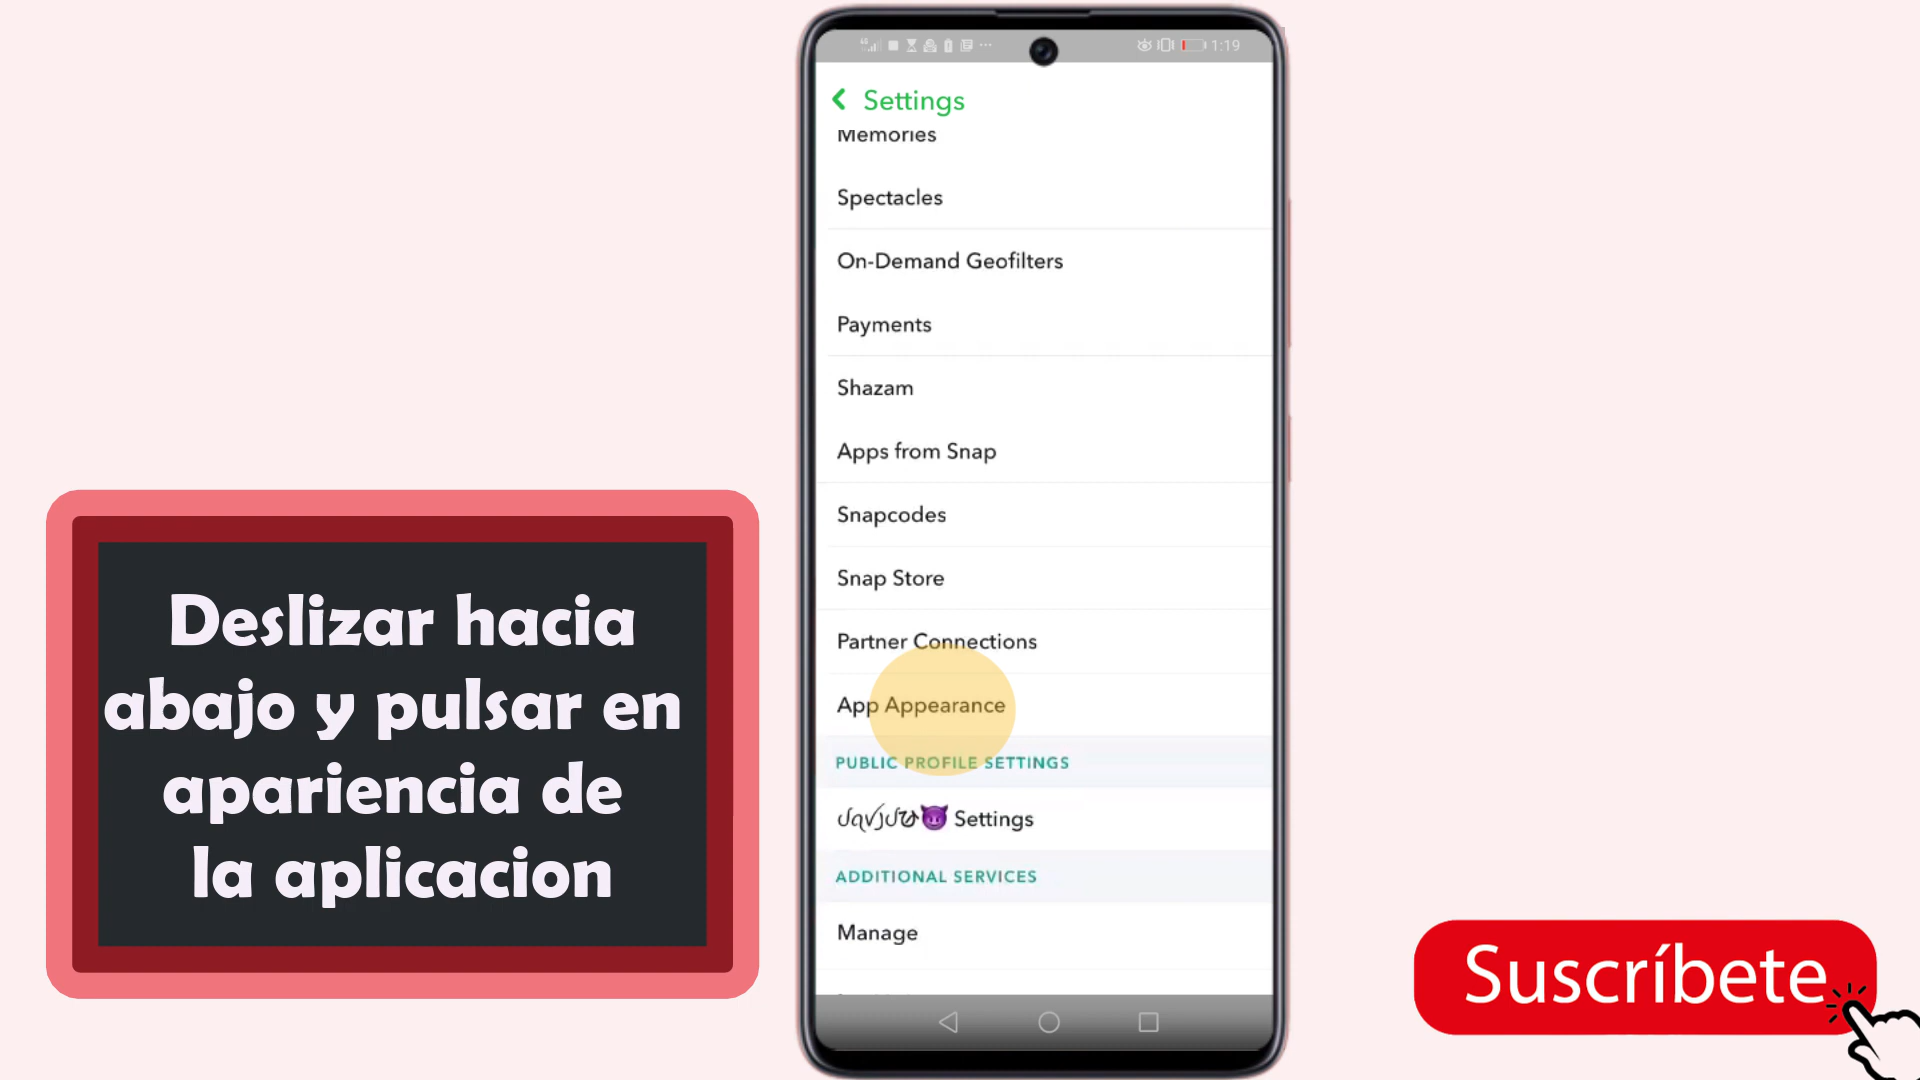 1:19
Settings
Memories
Spectacles
On-Demand Geofilters
Payments
Shazam
Apps from Snap
Snapcodes
Snap Store
Partner Connections
App Appearance
PUBLIC PROFILE SETTINGS
Settings
ADDITIONAL SERVICES
Manage
Deslizar hacia
abajo y pulsar en
apariencia de
la aplicacion
Suscríbete